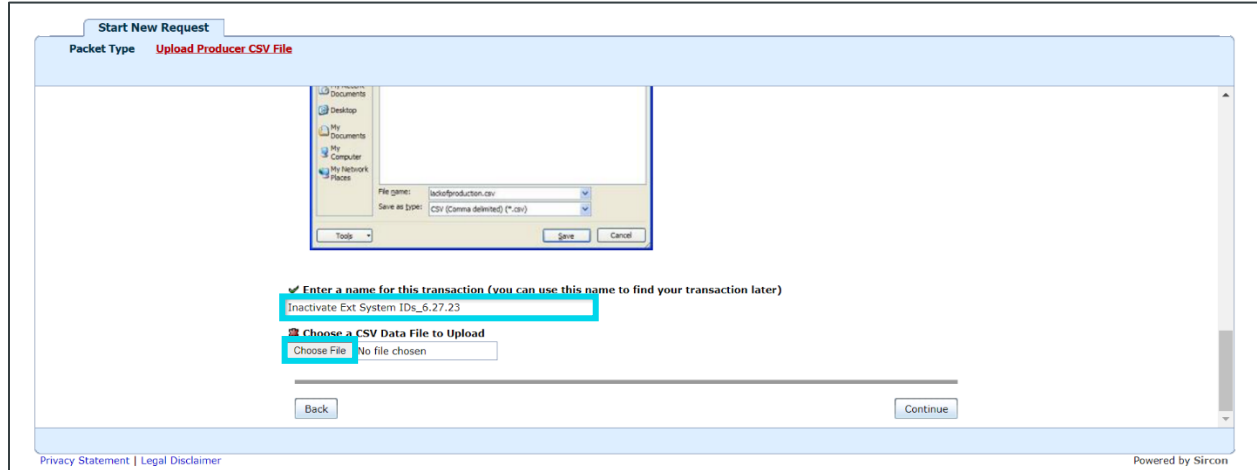 Start New Request
Packet Type Upload Producer CSV File
Documents
Desktop
My Documents
My Computer
My Network Places
File name: lackofproduction.csv
Save as type: CSV (Comma delimited) (*.csv)
Tools Save Cancel
Enter a name for this transaction (you can use this name to find your transaction later)
Inactivate Ext System IDs_6.27.23
Choose a CSV Data File to Upload
Choose File No file chosen
Back Continue
Privacy Statement | Legal Disclaimer Powered by Sircon